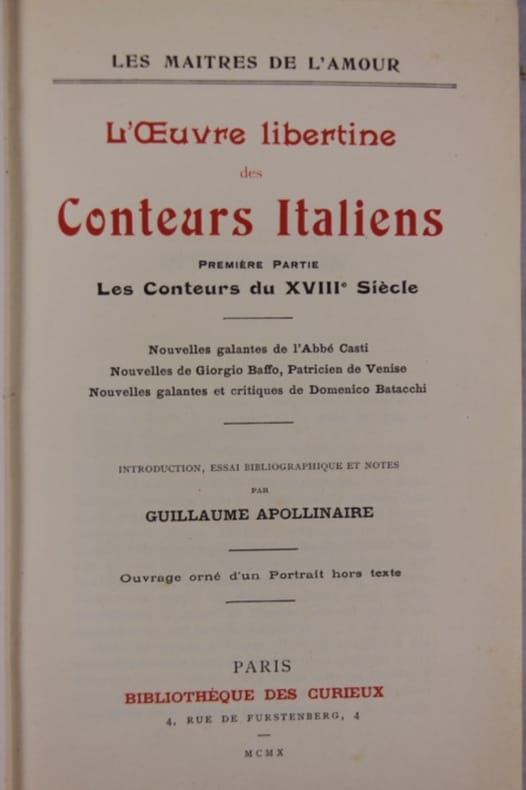 LES MAITRES DE L'AMOUR
L'Œuvre libertine
des
Conteurs Italiens
PREMIÈRE PARTIE
Les Conteurs du XVIIIe Siècle
Nouvelles galantes de l'Abbé Casti
Nouvelles de Giorgio Baffo, Patricien de Venise
Nouvelles galantes et critiques de Domenico Batacchi
INTRODUCTION, ESSAI BIBLIOGRAPHIQUE ET NOTES
PAR
GUILLAUME APOLLINAIRE
Ouvrage orné d'un Portrait hors texte
PARIS
BIBLIOTHÈQUE DES CURIEUX
4, RUE DE FURSTENBERG, 4
MCMX